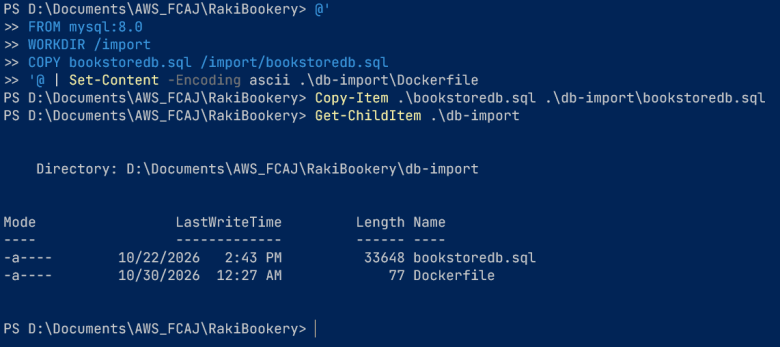 PS D:\Documents\AWS_FCAJ\RakiBookery> @'
>> FROM mysql:8.0
>> WORKDIR /import
>> COPY bookstoredb.sql /import/bookstoredb.sql
>> '@ | Set-Content -Encoding ascii .\db-import\Dockerfile
PS D:\Documents\AWS_FCAJ\RakiBookery> Copy-Item .\bookstoredb.sql .\db-import\bookstoredb.sql
PS D:\Documents\AWS_FCAJ\RakiBookery> Get-ChildItem .\db-import
Directory: D:\Documents\AWS_FCAJ\RakiBookery\db-import
Mode LastWriteTime Length Name
---- ------------- ------ ----
-a---- 10/22/2026 2:43 PM 33648 bookstoredb.sql
-a---- 10/30/2026 12:27 AM 77 Dockerfile
PS D:\Documents\AWS_FCAJ\RakiBookery>